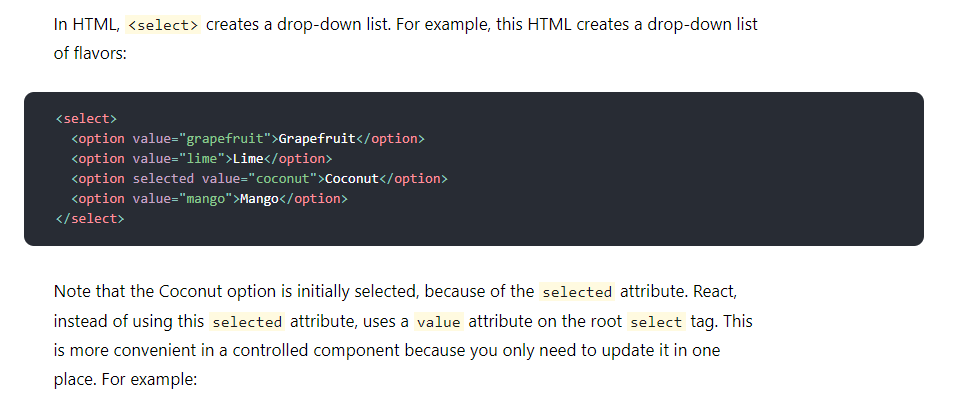 In HTML, <select> creates a drop-down list. For example, this HTML creates a drop-down list
of flavors:
<select>
  <option value="grapefruit">Grapefruit</option>
  <option value="lime">Lime</option>
  <option selected value="coconut">Coconut</option>
  <option value="mango">Mango</option>
</select>
Note that the Coconut option is initially selected, because of the selected attribute. React,
instead of using this selected attribute, uses a value attribute on the root select tag. This
is more convenient in a controlled component because you only need to update it in one
place. For example: